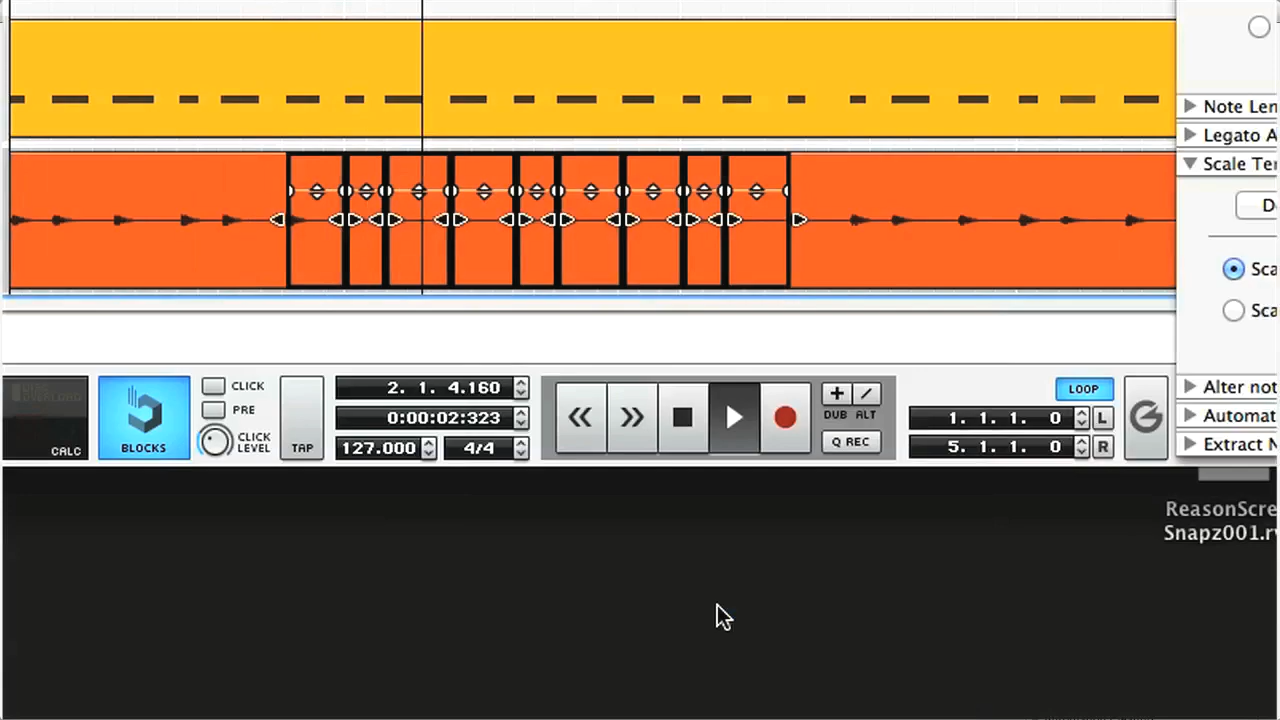 Note Len
Legato A
Scale Te
D
Sca
Sca
Alter not
Automat
Extract N
CALC
BLOCKS
CLICK
PRE
CLICK
LEVEL
TAP
2. 1. 4.160
0:00:02:323
127.000
4/4
DUB ALT
Q REC
LOOP
1. 1. 1. 0 L
5. 1. 1. 0 R
ReasonScre
Snapz001.r